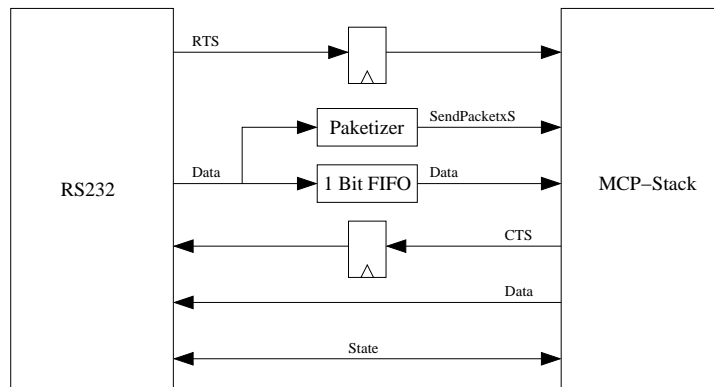 RTS
SendPacketxS
Paketizer
RS232
Data
1 Bit FIFO
Data
MCP−Stack
CTS
Data
State